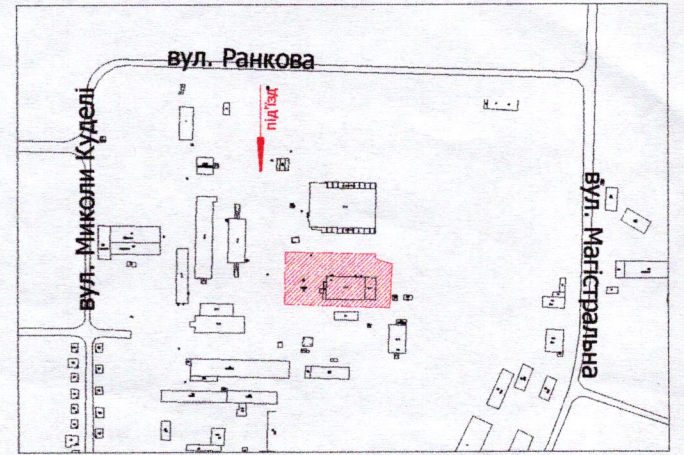 вул. Ранкова
під'їзд
вул. Миколи Куделі
вул. Магістральна